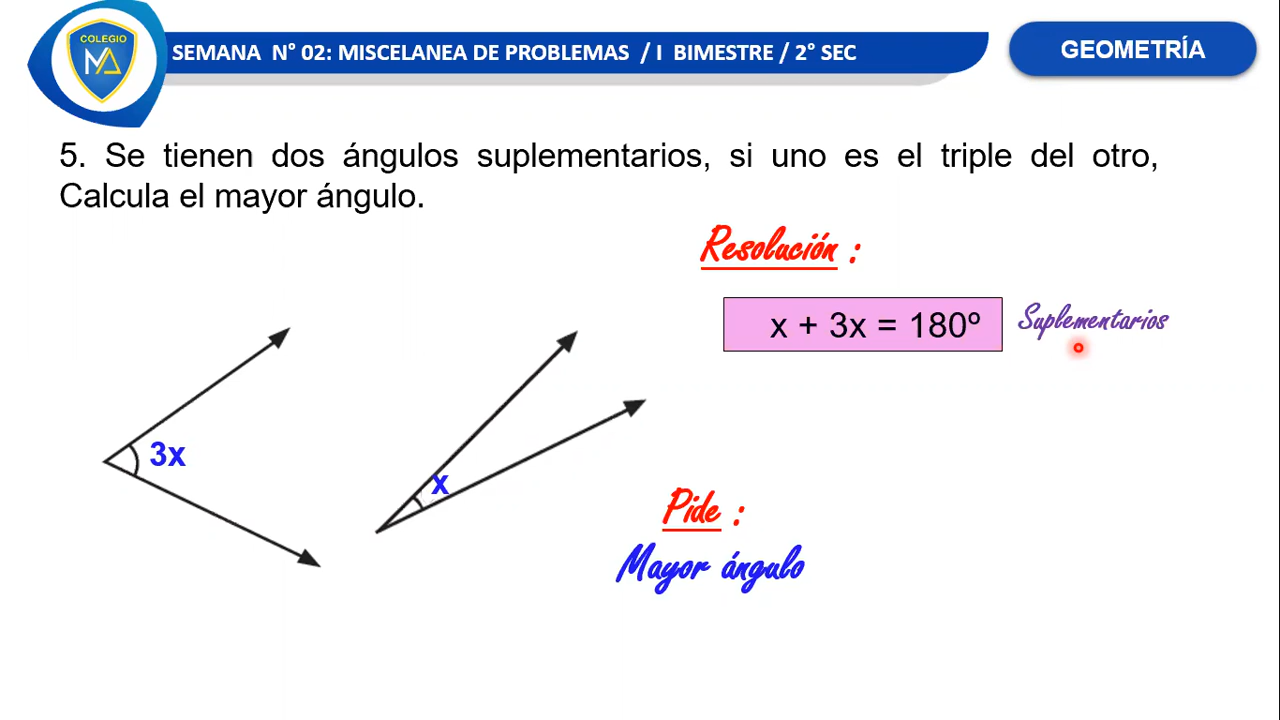 COLEGIO
MA
SEMANA N° 02: MISCELANEA DE PROBLEMAS / I BIMESTRE / 2° SEC
GEOMETRÍA
5. Se tienen dos ángulos suplementarios, si uno es el triple del otro,
Calcula el mayor ángulo.
Resolución :
x + 3x = 180º
Suplementarios
3x
x
Pide :
Mayor ángulo